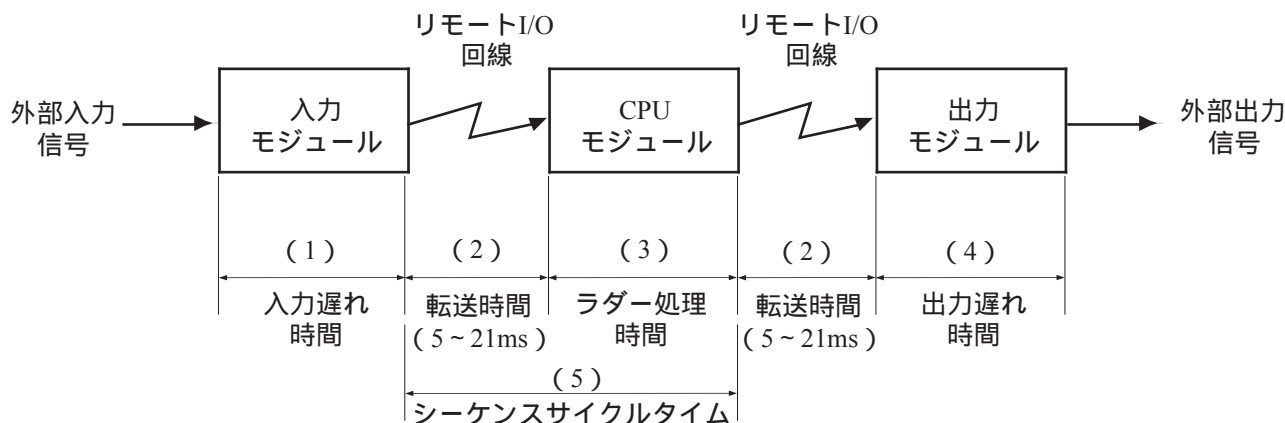 リモートI/O
回線
リモートI/O
回線
外部入力
信号
入力
モジュール
CPU
モジュール
出力
モジュール
外部出力
信号
(1)
(2)
(3)
(2)
(4)
入力遅れ
時間
転送時間
(5~21ms)
ラダー処理
時間
転送時間
(5~21ms)
出力遅れ
時間
(5)
シーケンスサイクルタイム